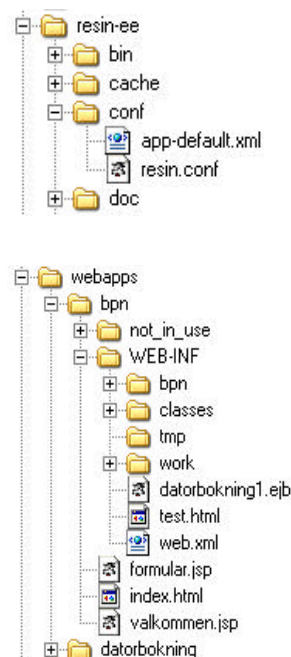 resin-ee
bin
cache
conf
app-default.xml
resin.conf
doc
webapps
bpn
not_in_use
WEB-INF
bpn
classes
tmp
work
datorbokning1.ejb
test.html
web.xml
formular.jsp
index.html
valkommen.jsp
datorbokning